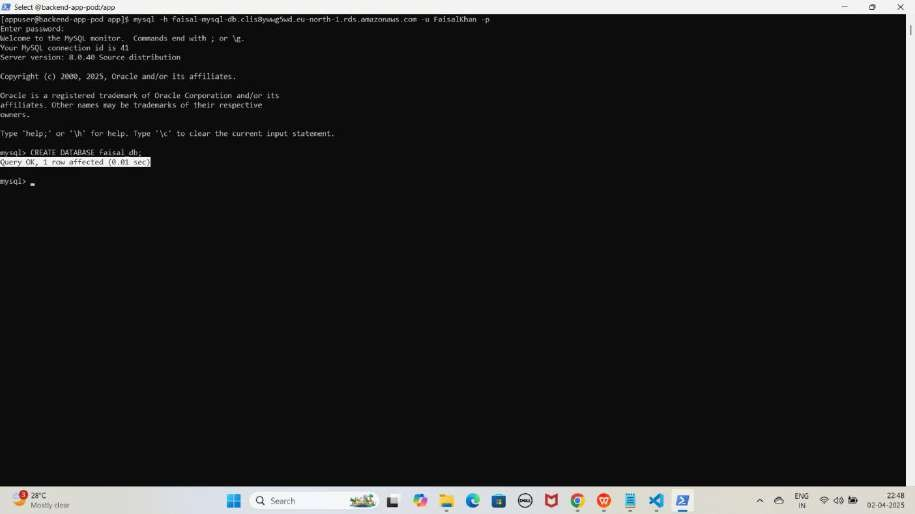 Select @backend-app-pod:/app
[appuser@backend-app-pod app]$ mysql -h faisal-mysql-db.clis8ywwg5wd.eu-north-1.rds.amazonaws.com -u FaisalKhan -p
Enter password:
Welcome to the MySQL monitor.  Commands end with ; or \g.
Your MySQL connection id is 41
Server version: 8.0.40 Source distribution
Copyright (c) 2000, 2025, Oracle and/or its affiliates.
Oracle is a registered trademark of Oracle Corporation and/or its
affiliates. Other names may be trademarks of their respective
owners.
Type 'help;' or '\h' for help. Type '\c' to clear the current input statement.
mysql> CREATE DATABASE faisal_db;
Query OK, 1 row affected (0.01 sec)
mysql>
3
28°C
Mostly clear
Search
DELL
ENG
IN
22:48
02-04-2025